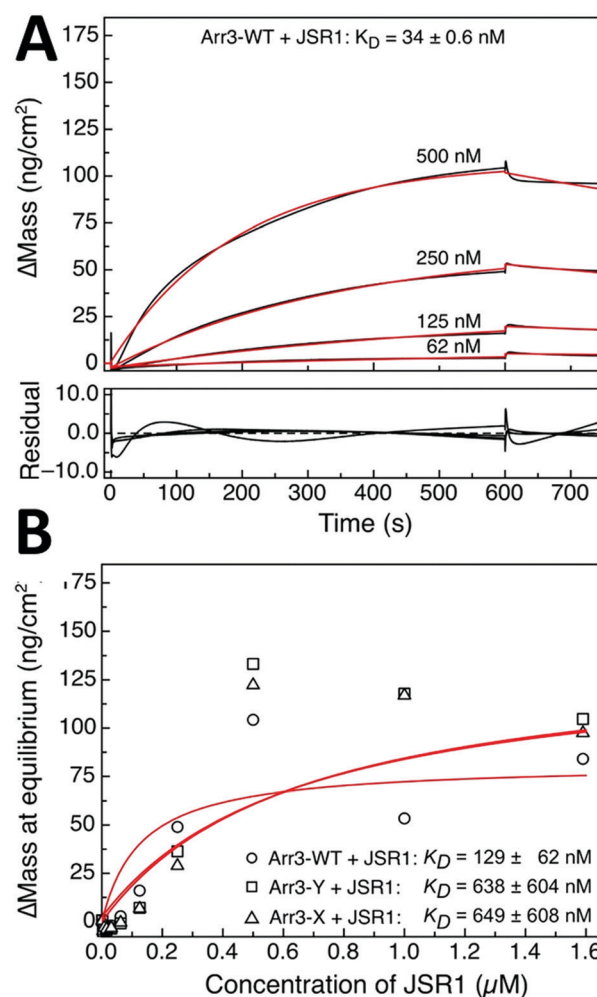 A
Arr3-WT + JSR1: KD = 34 ± 0.6 nM
175
150
125
100
75
50
25
0
ΔMass (ng/cm²)
500 nM
250 nM
125 nM
62 nM
10.0
0.0
−10.0
Residual
0 100 200 300 400 500 600 700
Time (s)
B
175
150
125
100
75
50
25
0
ΔMass at equilibrium (ng/cm²)
○ Arr3-WT + JSR1: KD = 129 ± 62 nM
□ Arr3-Y + JSR1: KD = 638 ± 604 nM
△ Arr3-X + JSR1: KD = 649 ± 608 nM
0.0 0.2 0.4 0.6 0.8 1.0 1.2 1.4 1.6
Concentration of JSR1 (μM)